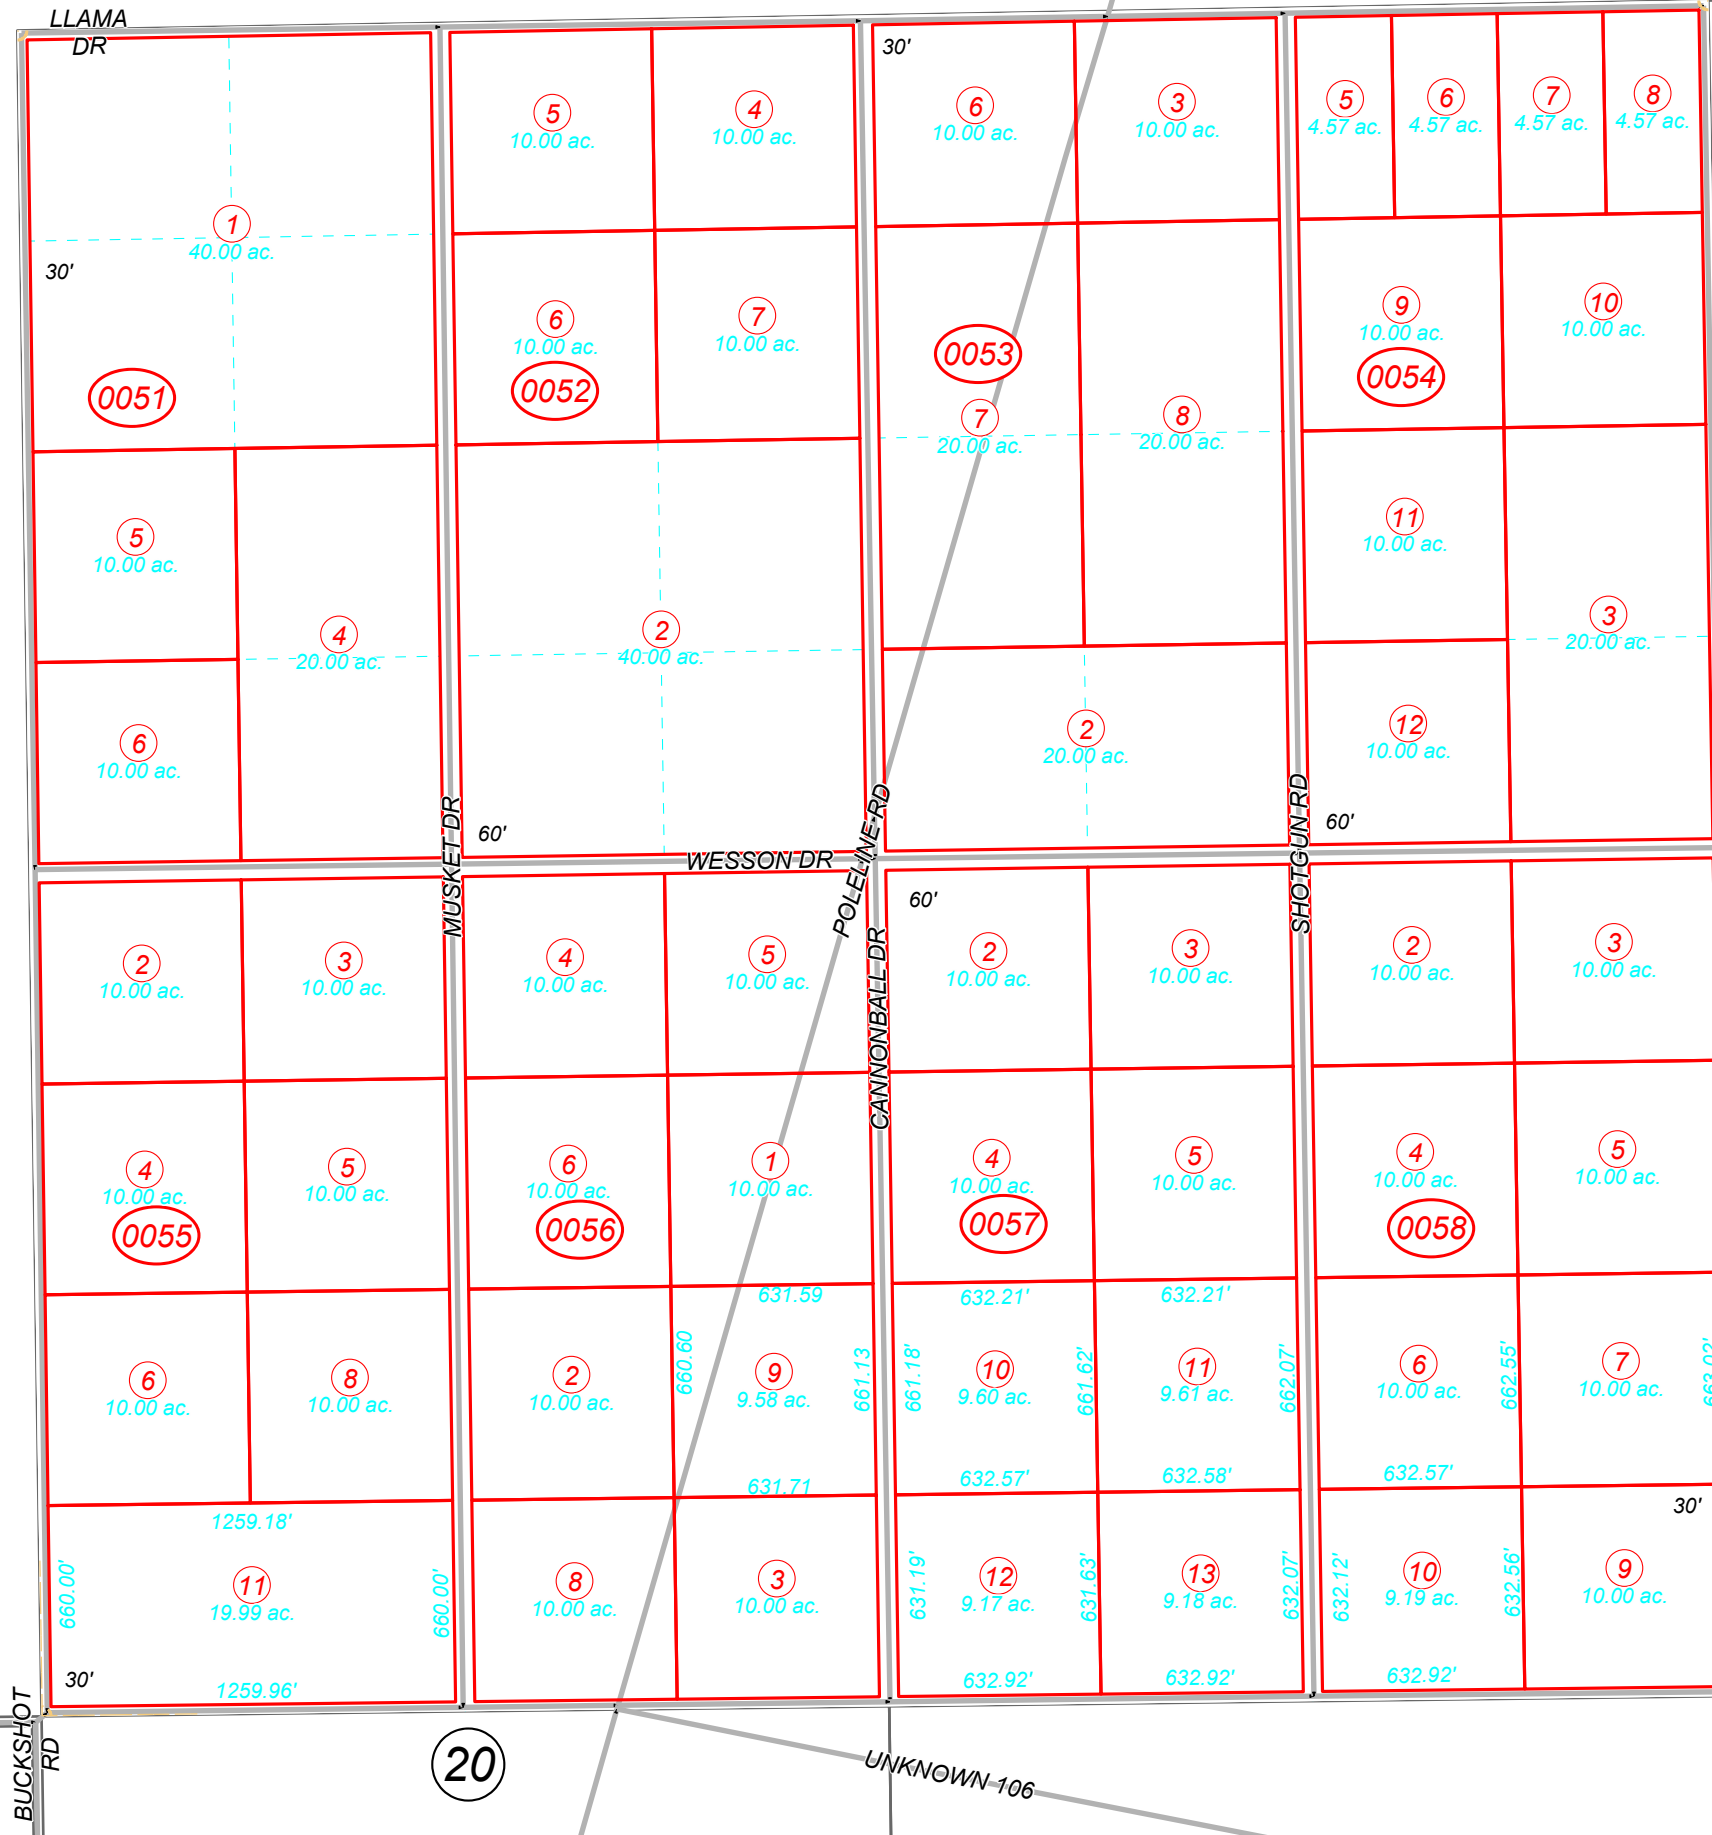 LLAMA
DR
30'
5
10.00 ac.
4
10.00 ac.
6
10.00 ac.
3
10.00 ac.
5
4.57 ac.
6
4.57 ac.
7
4.57 ac.
8
4.57 ac.
1
40.00 ac.
30'
0051
6
10.00 ac.
0052
7
10.00 ac.
0053
7
20.00 ac.
8
20.00 ac.
9
10.00 ac.
0054
10
10.00 ac.
5
10.00 ac.
4
20.00 ac.
6
10.00 ac.
2
40.00 ac.
2
20.00 ac.
11
10.00 ac.
3
20.00 ac.
12
10.00 ac.
MUSKET DR
60'
WESSON DR
POLELINE RD
SHOTGUN RD
60'
60'
CANNONBALL DR
2
10.00 ac.
3
10.00 ac.
4
10.00 ac.
5
10.00 ac.
2
10.00 ac.
3
10.00 ac.
2
10.00 ac.
3
10.00 ac.
4
10.00 ac.
0055
5
10.00 ac.
6
10.00 ac.
0056
1
10.00 ac.
4
10.00 ac.
0057
5
10.00 ac.
4
10.00 ac.
0058
5
10.00 ac.
6
10.00 ac.
8
10.00 ac.
2
10.00 ac.
631.59
660.60
9
9.58 ac.
661.13
631.71
632.21'
661.18'
10
9.60 ac.
661.62'
632.57'
632.21'
11
9.61 ac.
662.07'
632.58'
6
10.00 ac.
662.55'
632.57'
7
10.00 ac.
663.02'
30'
1259.18'
660.00'
11
19.99 ac.
660.00'
30'
1259.96'
8
10.00 ac.
3
10.00 ac.
631.19'
12
9.17 ac.
631.63'
632.92'
13
9.18 ac.
632.07'
632.92'
632.12'
10
9.19 ac.
632.56'
632.92'
9
10.00 ac.
BUCKSHOT
RD
20
UNKNOWN 106